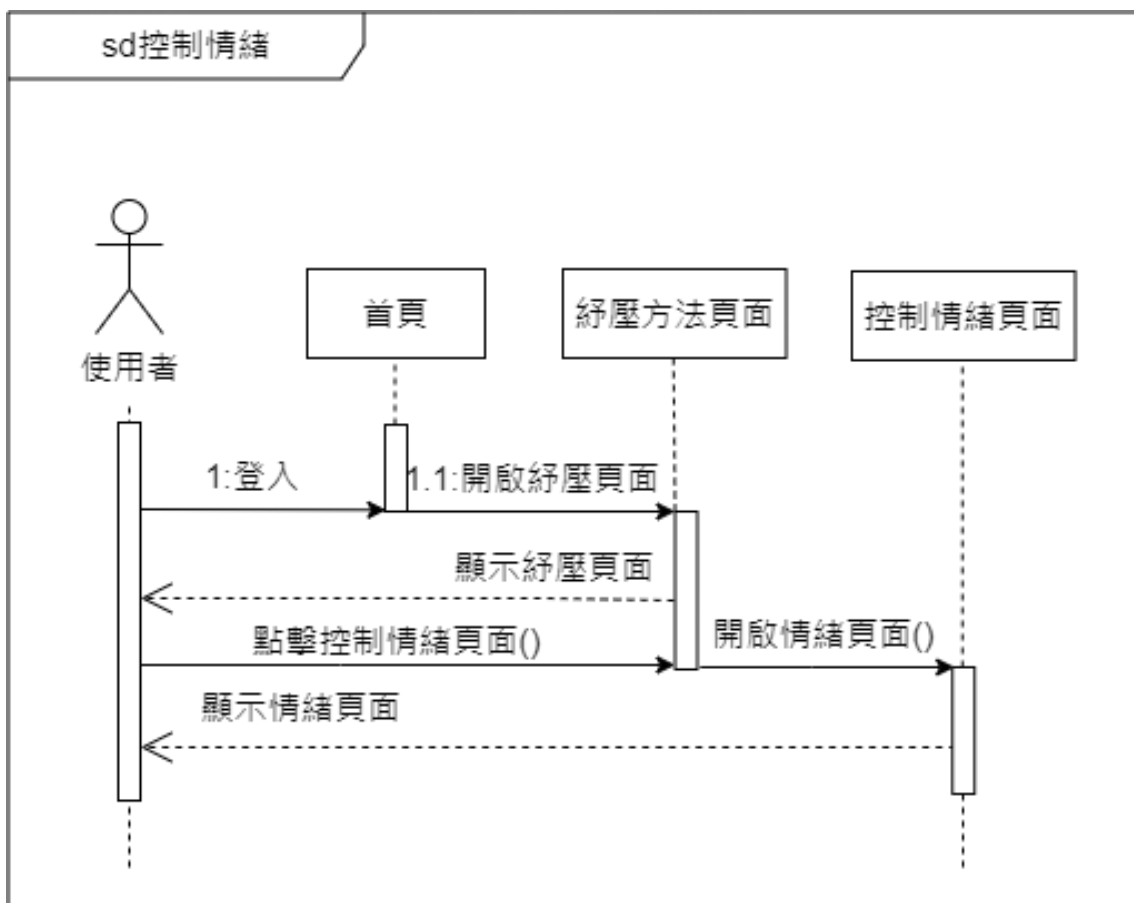 sd控制情緒
使用者
首頁
紓壓方法頁面
控制情緒頁面
1:登入
1.1:開啟紓壓頁面
顯示紓壓頁面
點擊控制情緒頁面()
開啟情緒頁面()
顯示情緒頁面